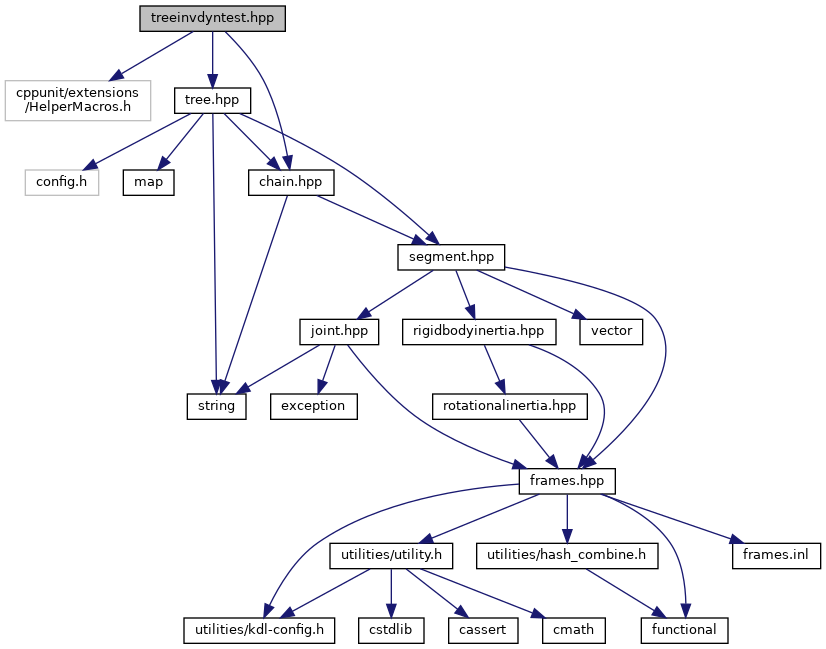 treeinvdyntest.hpp
cppunit/extensions
/HelperMacros.h
tree.hpp
config.h
map
chain.hpp
segment.hpp
joint.hpp
rigidbodyinertia.hpp
vector
string
exception
rotationalinertia.hpp
frames.hpp
utilities/utility.h
utilities/hash_combine.h
frames.inl
utilities/kdl-config.h
cstdlib
cassert
cmath
functional